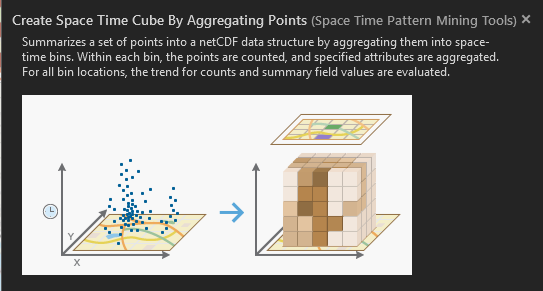 Create Space Time Cube By Aggregating Points (Space Time Pattern Mining Tools) ×
Summarizes a set of points into a netCDF data structure by aggregating them into space-
time bins. Within each bin, the points are counted, and specified attributes are aggregated.
For all bin locations, the trend for counts and summary field values are evaluated.
Y
X